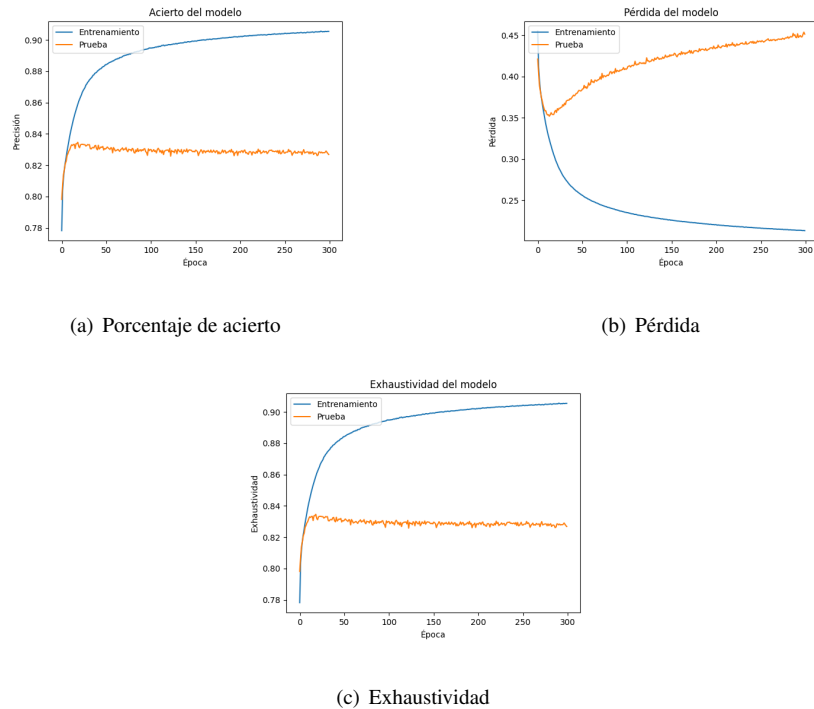 Acierto del modelo
Entrenamiento
Prueba
0.90
0.88
0.86
0.84
0.82
0.80
0.78
Precisión
0 50 100 150 200 250 300
Época
(a) Porcentaje de acierto
Pérdida del modelo
Entrenamiento
Prueba
0.45
0.40
0.35
0.30
0.25
Pérdida
0 50 100 150 200 250 300
Época
(b) Pérdida
Exhaustividad del modelo
Entrenamiento
Prueba
0.90
0.88
0.86
0.84
0.82
0.80
0.78
Exhaustividad
0 50 100 150 200 250 300
Época
(c) Exhaustividad